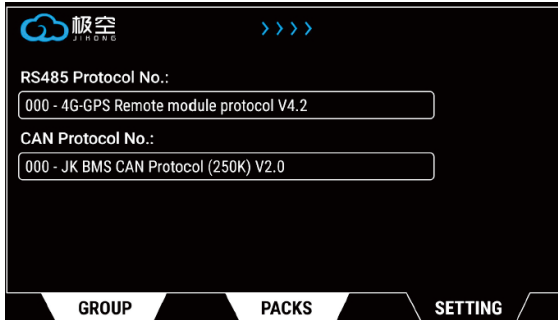 极空
JIHONG
>>>>
RS485 Protocol No.:
000 - 4G-GPS Remote module protocol V4.2
CAN Protocol No.:
000 - JK BMS CAN Protocol (250K) V2.0
GROUP
PACKS
SETTING